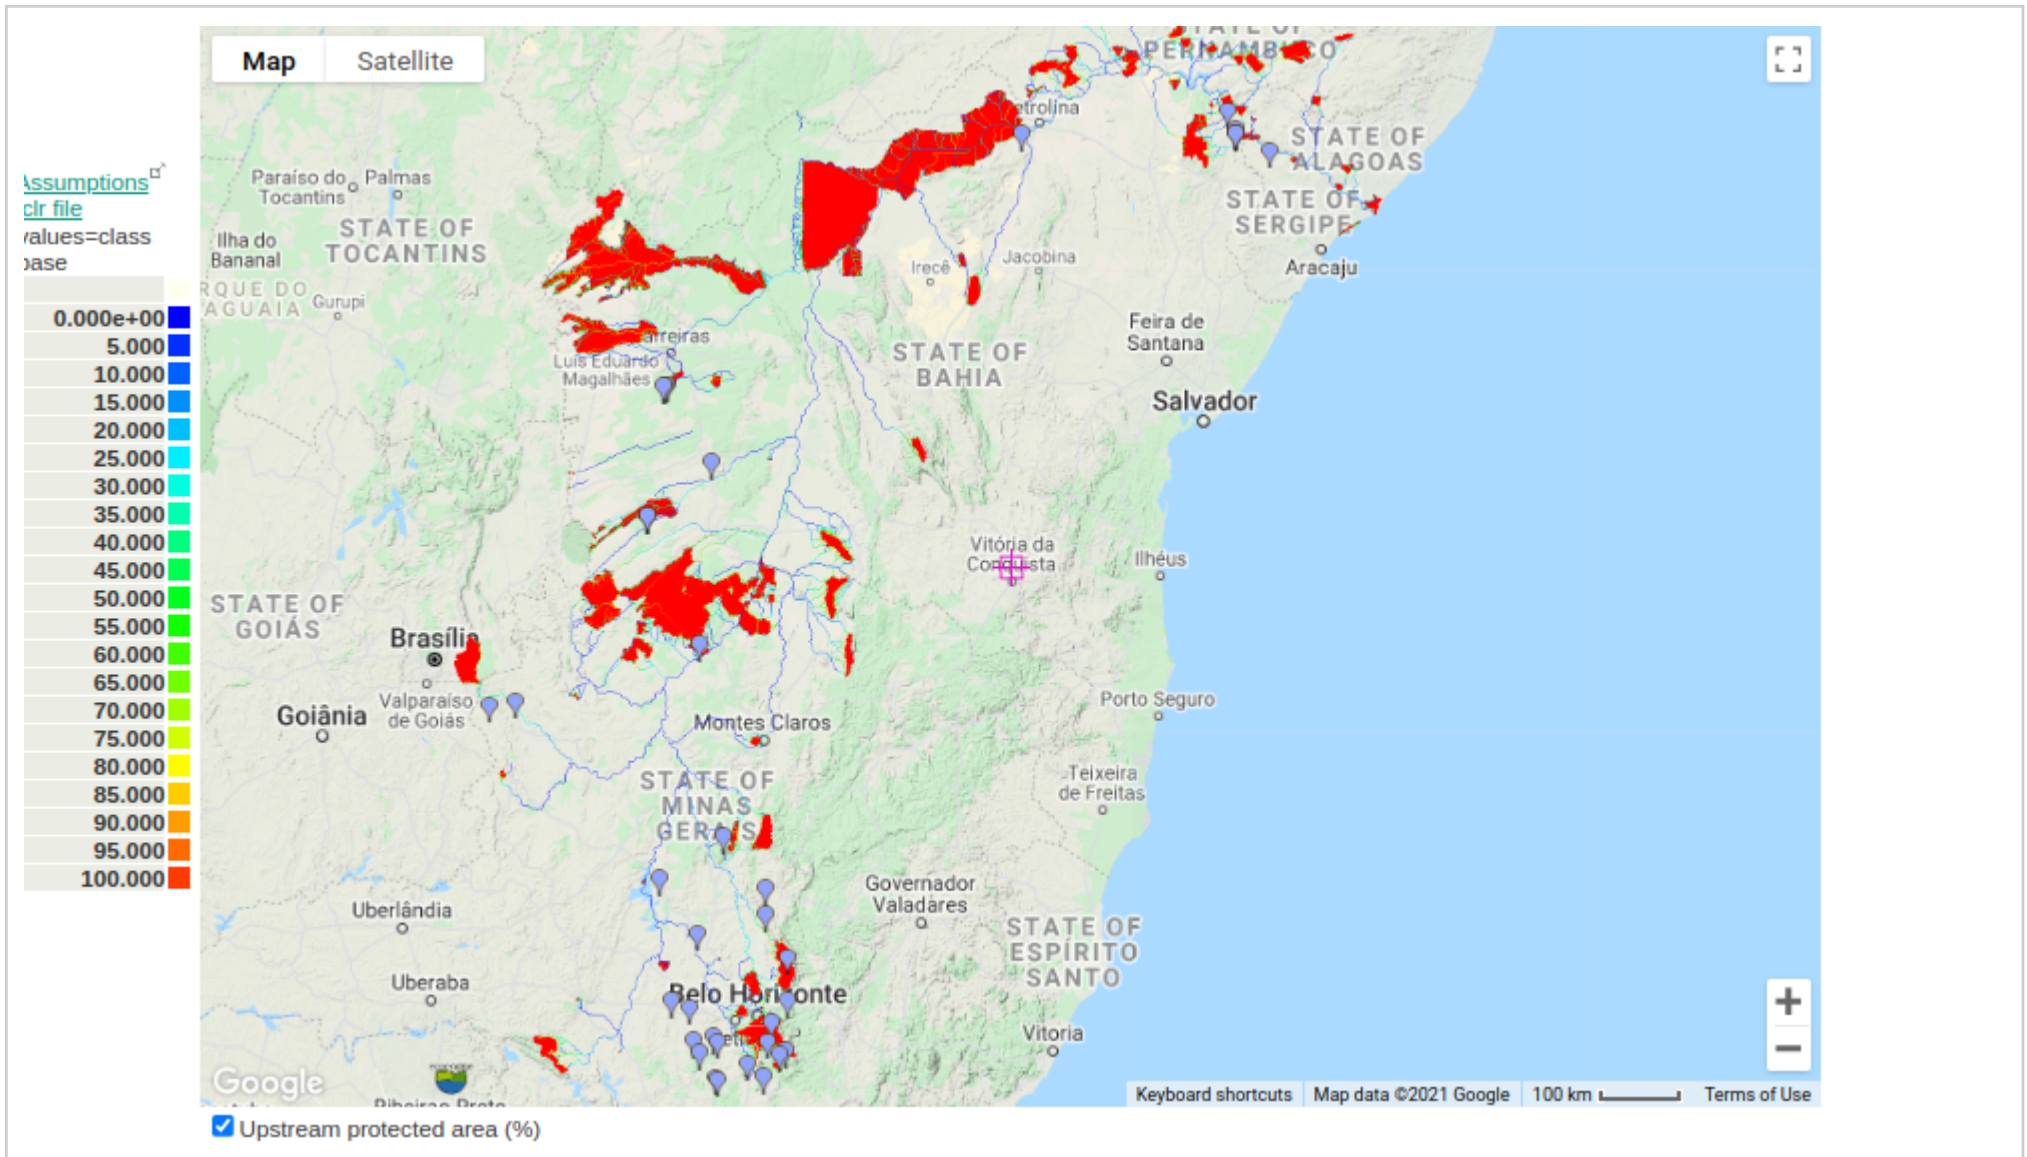 Map Satellite
STATE OF
PERNAMBUCO
Petrolina
STATE OF
ALAGOAS
Assumptions
clr file
values=class
base
Paraíso do
Tocantins
Palmas
STATE OF
TOCANTINS
Ilha do
Bananal
Gurupi
STATE OF
SERGIPE
Aracaju
Irecê
Jacobina
0.000e+00
5.000
10.000
15.000
20.000
25.000
30.000
35.000
40.000
45.000
50.000
55.000
60.000
65.000
70.000
75.000
80.000
85.000
90.000
95.000
100.000
Barreiras
Luís Eduardo
Magalhães
STATE OF
BAHIA
Feira de
Santana
Salvador
Vitória da
Conquista
Ilhéus
STATE OF
GOIÁS
Brasília
Valparaíso
de Goiás
Goiânia
Montes Claros
Porto Seguro
STATE OF
MINAS
GERAIS
Teixeira
de Freitas
Uberlândia
Governador
Valadares
STATE OF
ESPÍRITO
SANTO
Uberaba
Belo Horizonte
Vitoria
Google
Keyboard shortcuts Map data ©2021 Google 100 km Terms of Use
Upstream protected area (%)